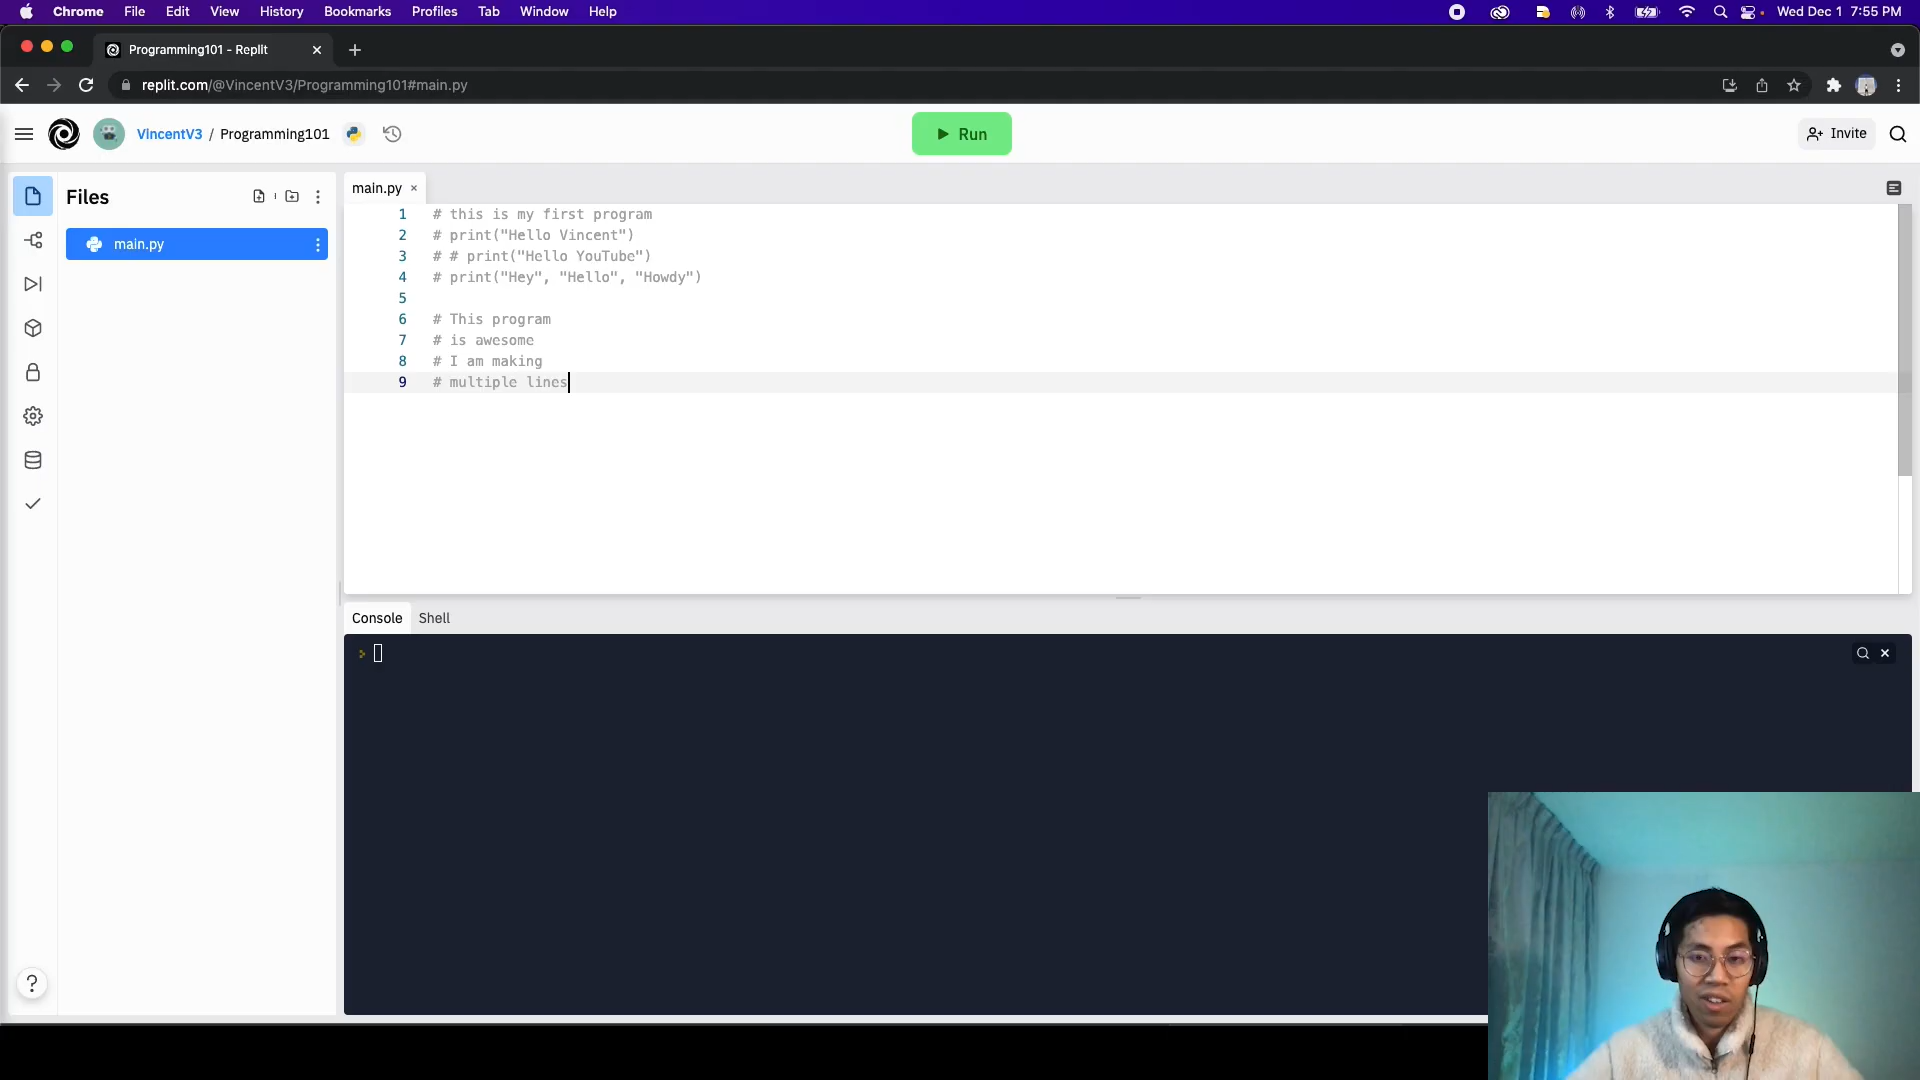 Chrome File Edit View History Bookmarks Profiles Tab Window Help Wed Dec 1 7:55 PM
Programming101 - Replit
replit.com/@VincentV3/Programming101#main.py
VincentV3 / Programming101 Run Invite
Files
main.py
main.py
1 # this is my first program
2 # print("Hello Vincent")
3 # # print("Hello YouTube")
4 # print("Hey", "Hello", "Howdy")
5
6 # This program
7 # is awesome
8 # I am making
9 # multiple lines
Console Shell
?